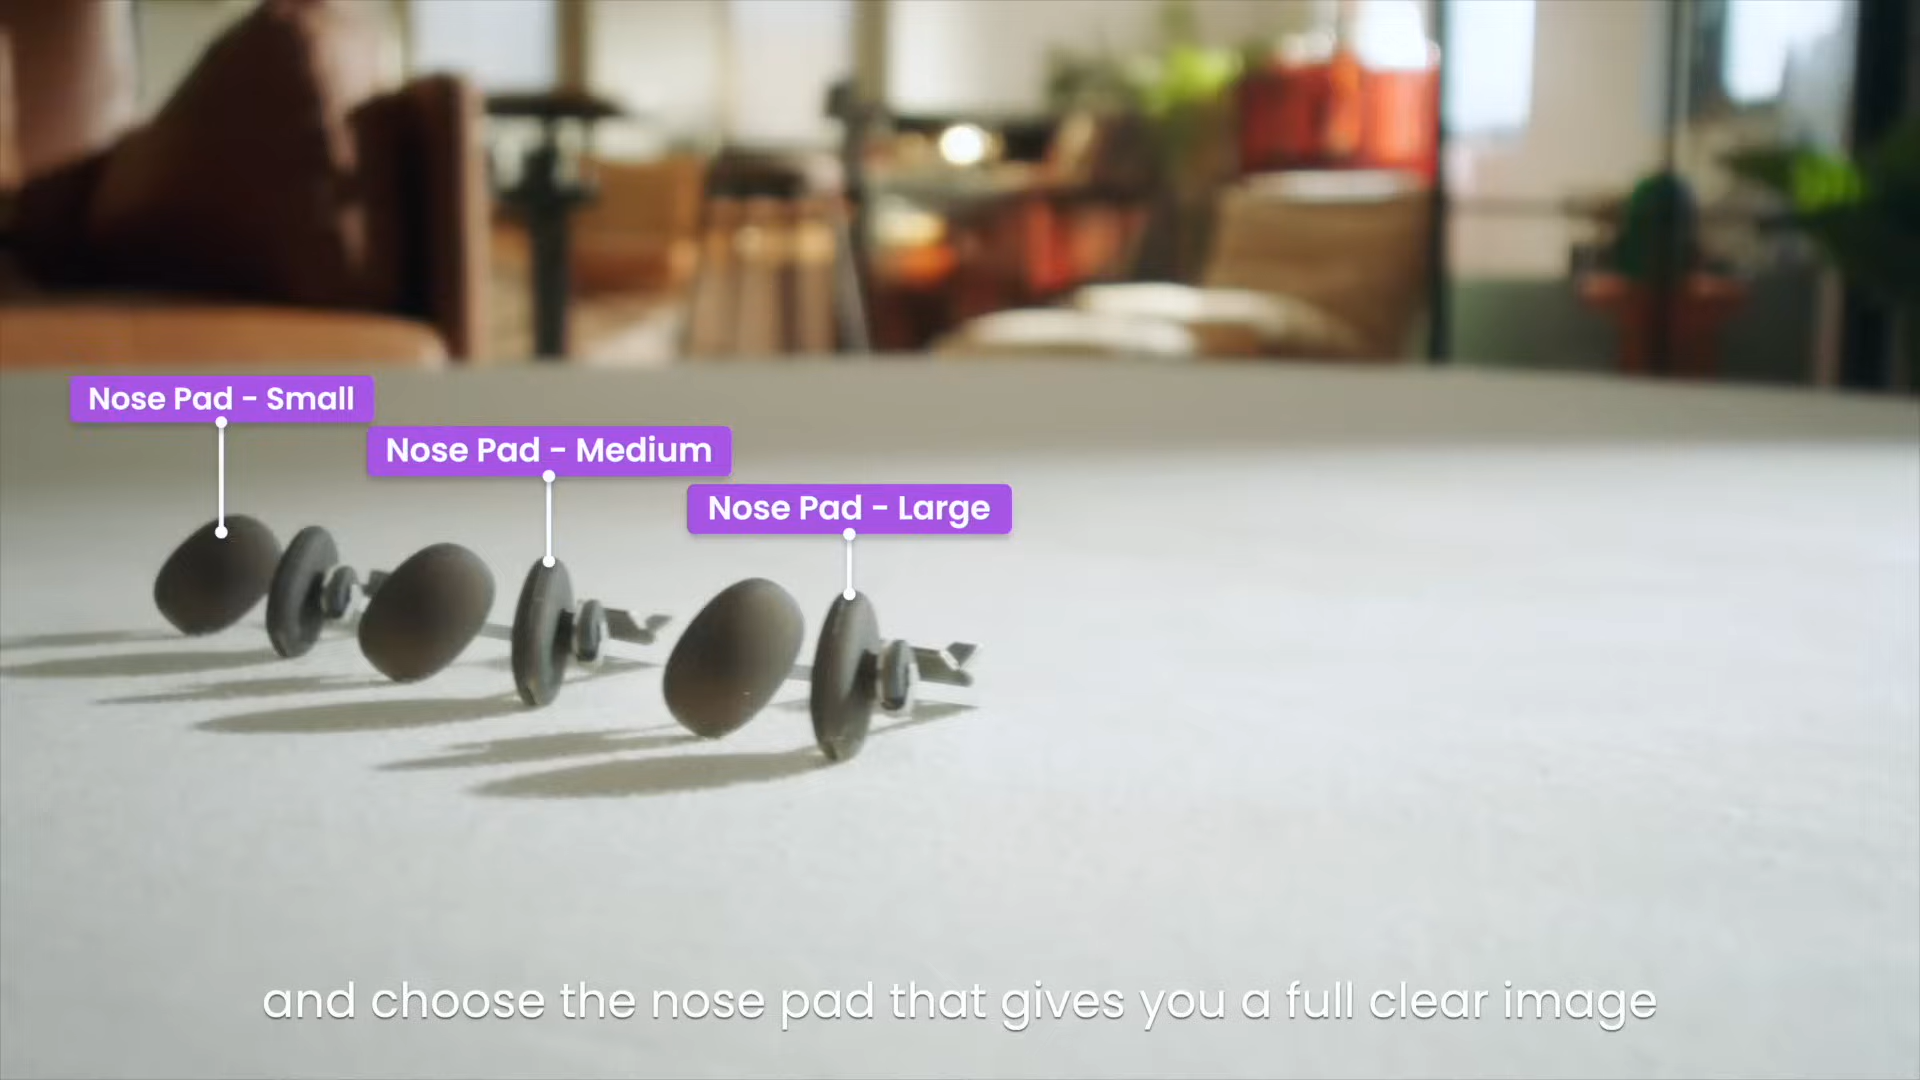 Nose Pad - Small
Nose Pad - Medium
Nose Pad - Large
and choose the nose pad that gives you a full clear image